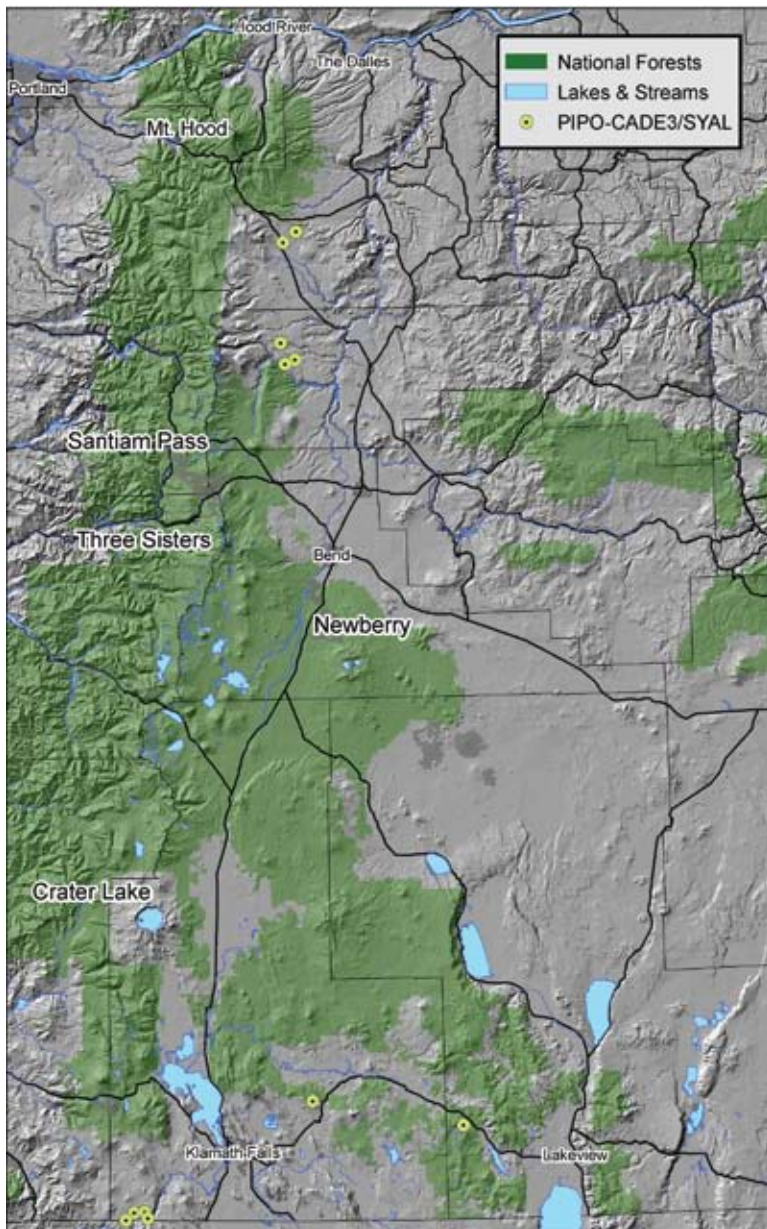 Hood River
The Dalles
Portland
Mt. Hood
National Forests
Lakes & Streams
PIPO-CADE3/SYAL
Santiam Pass
Three Sisters
Bend
Newberry
Crater Lake
Klamath Falls
Lakeview